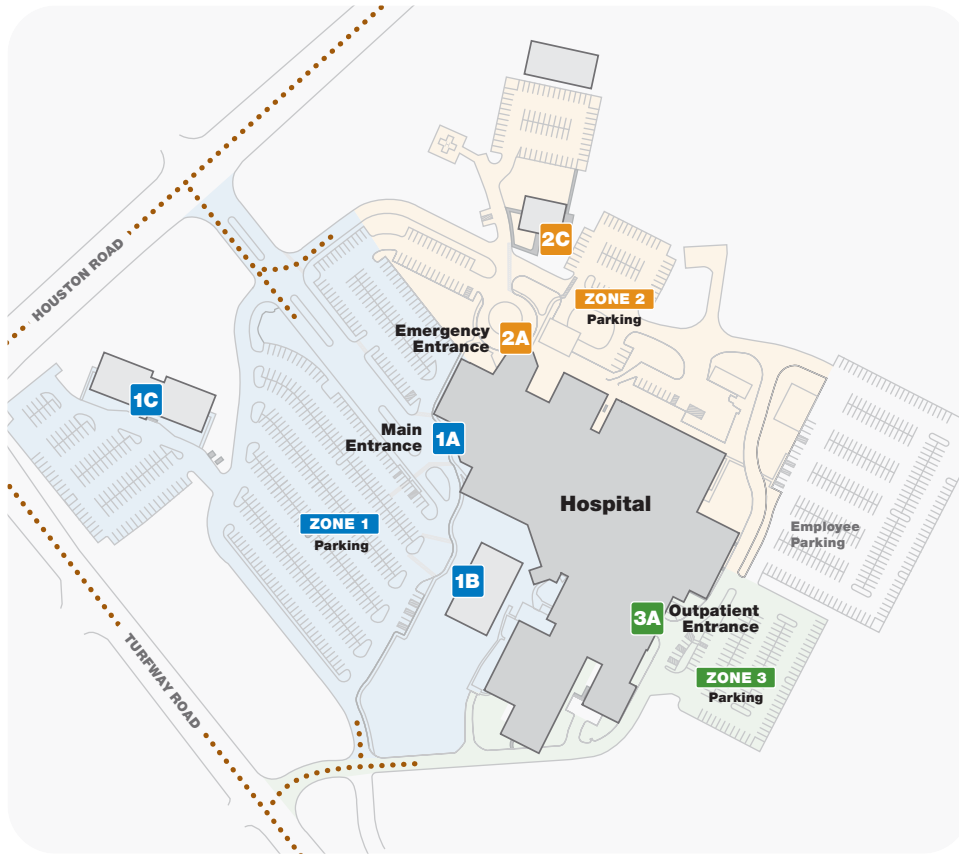 HOUSTON ROAD
2C
ZONE 2
Parking
Emergency
Entrance
2A
1C
Main
Entrance
1A
Hospital
ZONE 1
Parking
Employee
Parking
1B
3A
Outpatient
Entrance
ZONE 3
Parking
TURFWAY ROAD